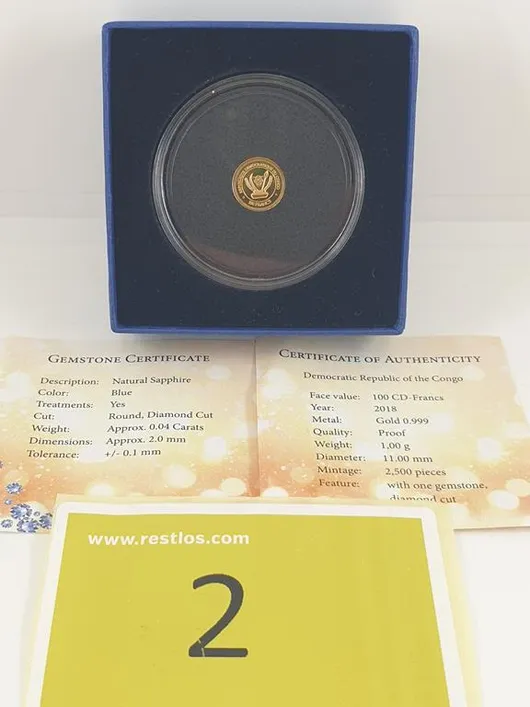 GEMSTONE CERTIFICATE
Description: Natural Sapphire
Color: Blue
Treatments: Yes
Cut: Round, Diamond Cut
Weight: Approx. 0.04 Carats
Dimensions: Approx. 2.0 mm
Tolerance: +/- 0.1 mm
CERTIFICATE OF AUTHENTICITY
Democratic Republic of the Congo
Face value: 100 CD-Francs
Year: 2018
Metal: Gold 0.999
Quality: Proof
Weight: 1,00 g
Diameter: 11.00 mm
Mintage: 2,500 pieces
Feature: with one gemstone,
diamond cut
www.restlos.com
2